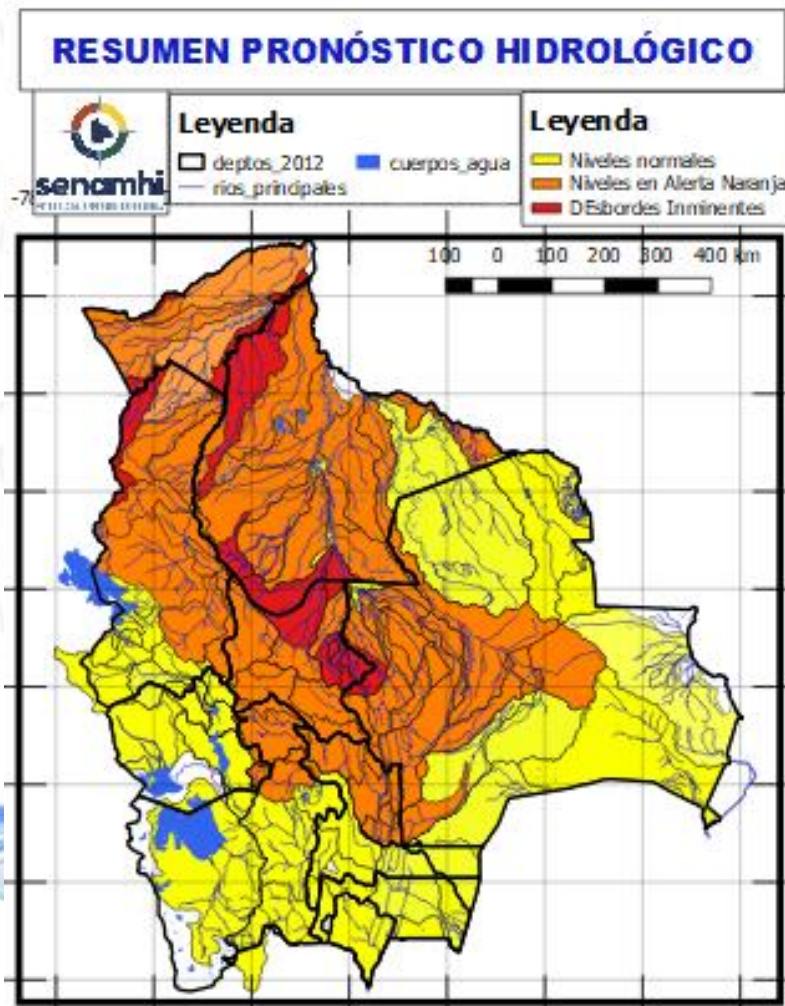 RESUMEN PRONÓSTICO HIDROLÓGICO
senamhi
Leyenda
deptos_2012
cuerpos_agua
rios_principales
Leyenda
Niveles normales
Niveles en Alerta Naranja
DEsbordes Inminentes
100 0 100 200 300 400 km